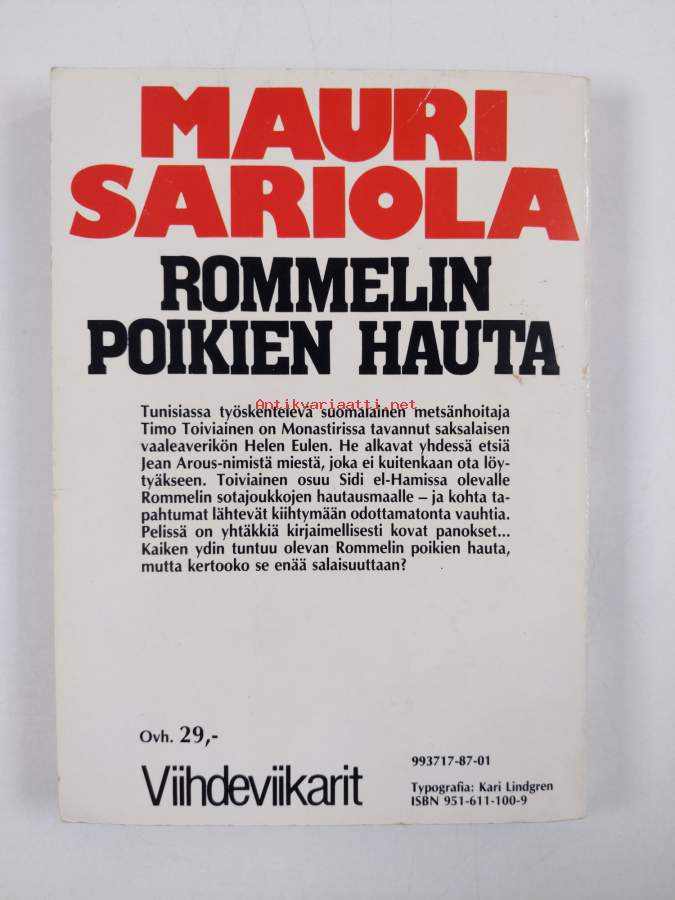 MAURI
SARIOLA
ROMMELIN
POIKIEN HAUTA
Antikvariaatti.net
Tunisiassa työskentelevä suomalainen metsänhoitaja
Timo Toiviainen on Monastirissa tavannut saksalaisen
vaaleaverikön Helen Eulen. He alkavat yhdessä etsiä
Jean Arous-nimistä miestä, joka ei kuitenkaan ota löy-
tyäkseen. Toiviainen osuu Sidi el-Hamissa olevalle
Rommelin sotajoukkojen hautausmaalle – ja kohta ta-
pahtumat lähtevät kiihtymään odottamatonta vauhtia.
Pelissä on yhtäkkiä kirjaimellisesti kovat panokset...
Kaiken ydin tuntuu olevan Rommelin poikien hauta,
mutta kertooko se enää salaisuuttaan?
Ovh. 29,-
Viihdeviikarit
993717-87-01
Typografia: Kari Lindgren
ISBN 951-611-100-9